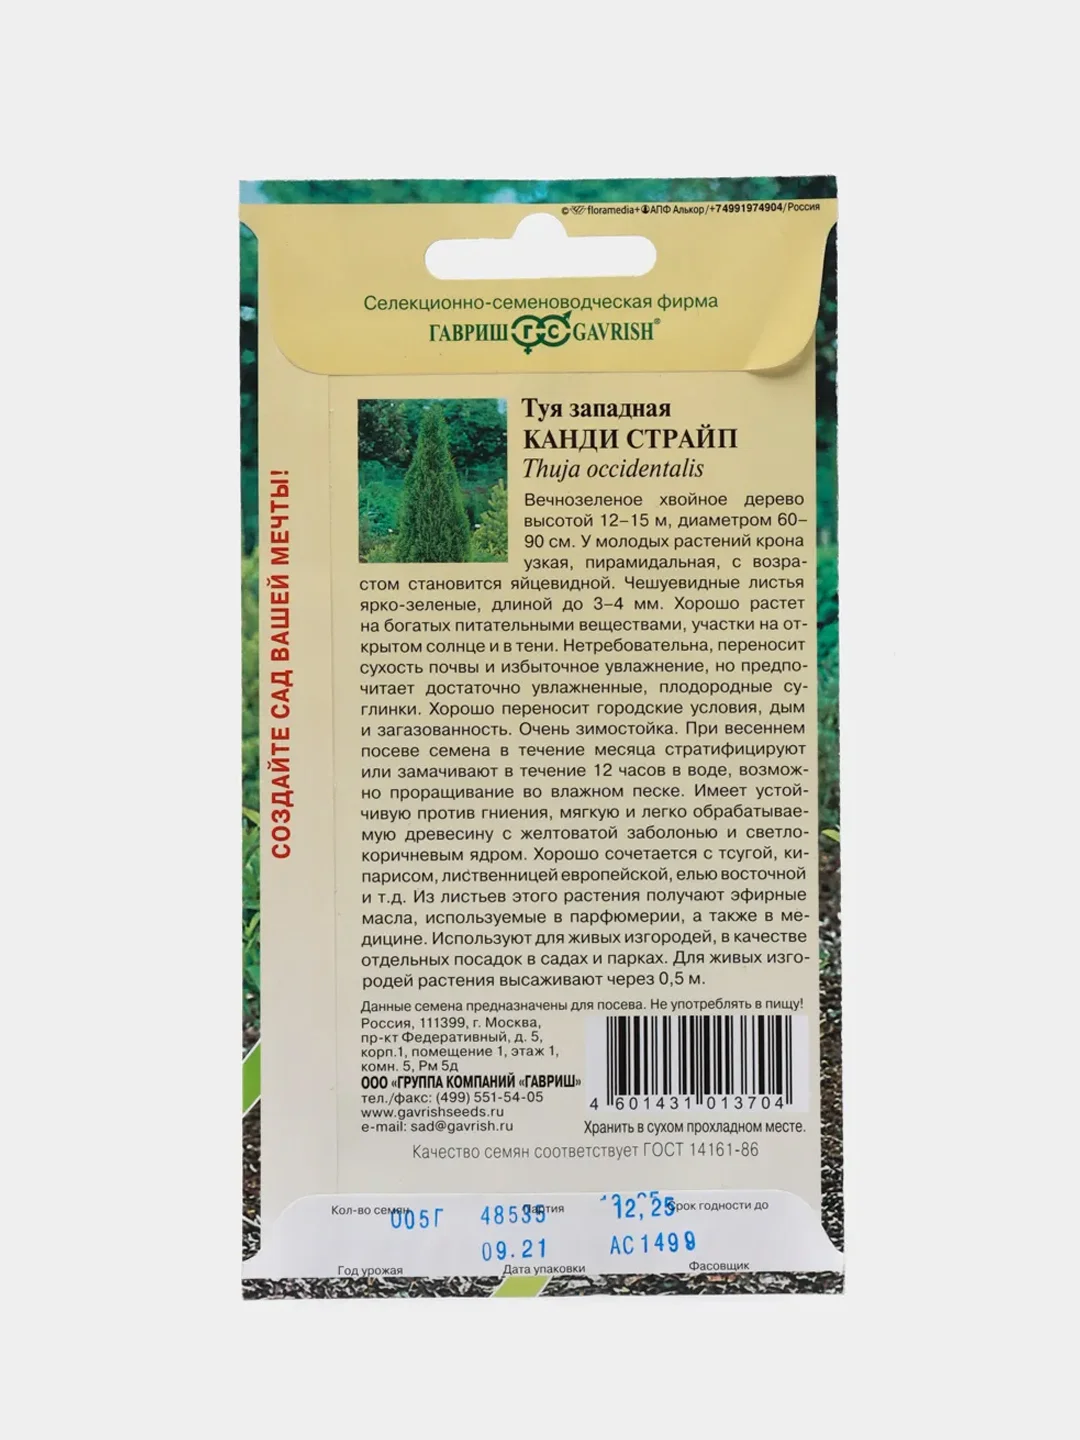 © floramedia+АПФ Алькор/+74991974904/Россия
Селекционно-семеноводческая фирма
ГАВРИШ ГС GAVRISH®
СОЗДАЙТЕ САД ВАШЕЙ МЕЧТЫ!
Туя западная
КАНДИ СТРАЙП
Thuja occidentalis
Вечнозеленое хвойное дерево
высотой 12–15 м, диаметром 60–
90 см. У молодых растений крона
узкая, пирамидальная, с возра-
стом становится яйцевидной. Чешуевидные листья
ярко-зеленые, длиной до 3–4 мм. Хорошо растет
на богатых питательными веществами, участки на от-
крытом солнце и в тени. Нетребовательна, переносит
сухость почвы и избыточное увлажнение, но предпо-
читает достаточно увлажненные, плодородные су-
глинки. Хорошо переносит городские условия, дым
и загазованность. Очень зимостойка. При весеннем
посеве семена в течение месяца стратифицируют
или замачивают в течение 12 часов в воде, возмож-
но проращивание во влажном песке. Имеет устой-
чивую против гниения, мягкую и легко обрабатывае-
мую древесину с желтоватой заболонью и светло-
коричневым ядром. Хорошо сочетается с тсугой, ки-
парисом, лиственницей европейской, елью восточной
и т.д. Из листьев этого растения получают эфирные
масла, используемые в парфюмерии, а также в ме-
дицине. Используют для живых изгородей, в качестве
отдельных посадок в садах и парках. Для живых изго-
родей растения высаживают через 0,5 м.
Данные семена предназначены для посева. Не употреблять в пищу!
Россия, 111399, г. Москва,
пр-кт Федеративный, д. 5,
корп.1, помещение 1, этаж 1,
комн. 5, Рм 5д
ООО «ГРУППА КОМПАНИЙ «ГАВРИШ»
тел./факс: (499) 551-54-05
www.gavrishseeds.ru
e-mail: sad@gavrish.ru
4 601431 013704
Хранить в сухом прохладном месте.
Качество семян соответствует ГОСТ 14161-86
Кол-во семян Партия Срок годности до
005Г 48535 12,25
09.21 АС1499
Год урожая Дата упаковки Фасовщик